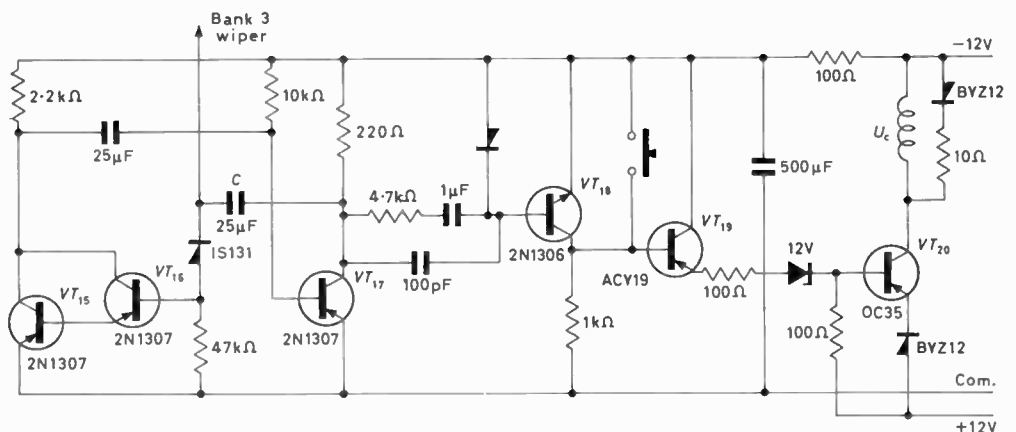 Bank 3
wiper
−12V
2·2kΩ
10kΩ
220Ω
100Ω
BYZ12
25μF
U_c
10Ω
C
25μF
4·7kΩ
1μF
VT18
500μF
IS131
VT16
VT17
100pF
2N1306
VT19
12V
VT20
VT15
ACY19
100Ω
OC35
2N1307
2N1307
47kΩ
2N1307
1kΩ
100Ω
BYZ12
Com.
+12V